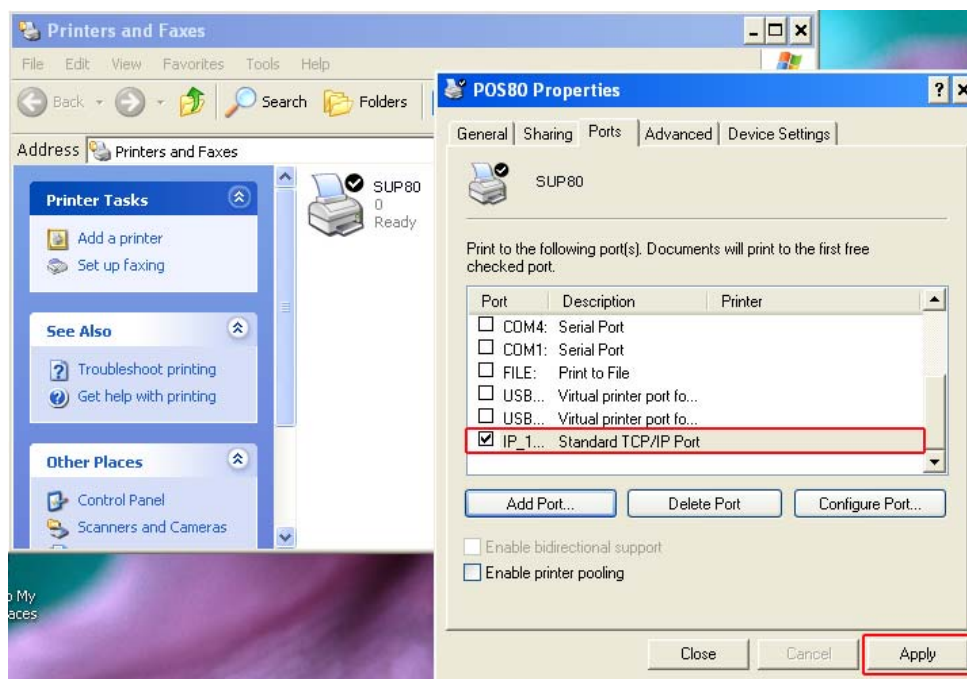 Printers and Faxes
File Edit View Favorites Tools Help
Back Search Folders
Address Printers and Faxes
Printer Tasks
Add a printer
Set up faxing
See Also
Troubleshoot printing
Get help with printing
Other Places
Control Panel
Scanners and Cameras
SUP80
0
Ready
My
aces
POS80 Properties
General Sharing Ports Advanced Device Settings
SUP80
Print to the following port(s). Documents will print to the first free
checked port.
Port Description Printer
COM4: Serial Port
COM1: Serial Port
FILE: Print to File
USB... Virtual printer port fo...
USB... Virtual printer port fo...
IP_1... Standard TCP/IP Port
Add Port... Delete Port Configure Port...
Enable bidirectional support
Enable printer pooling
Close Cancel Apply